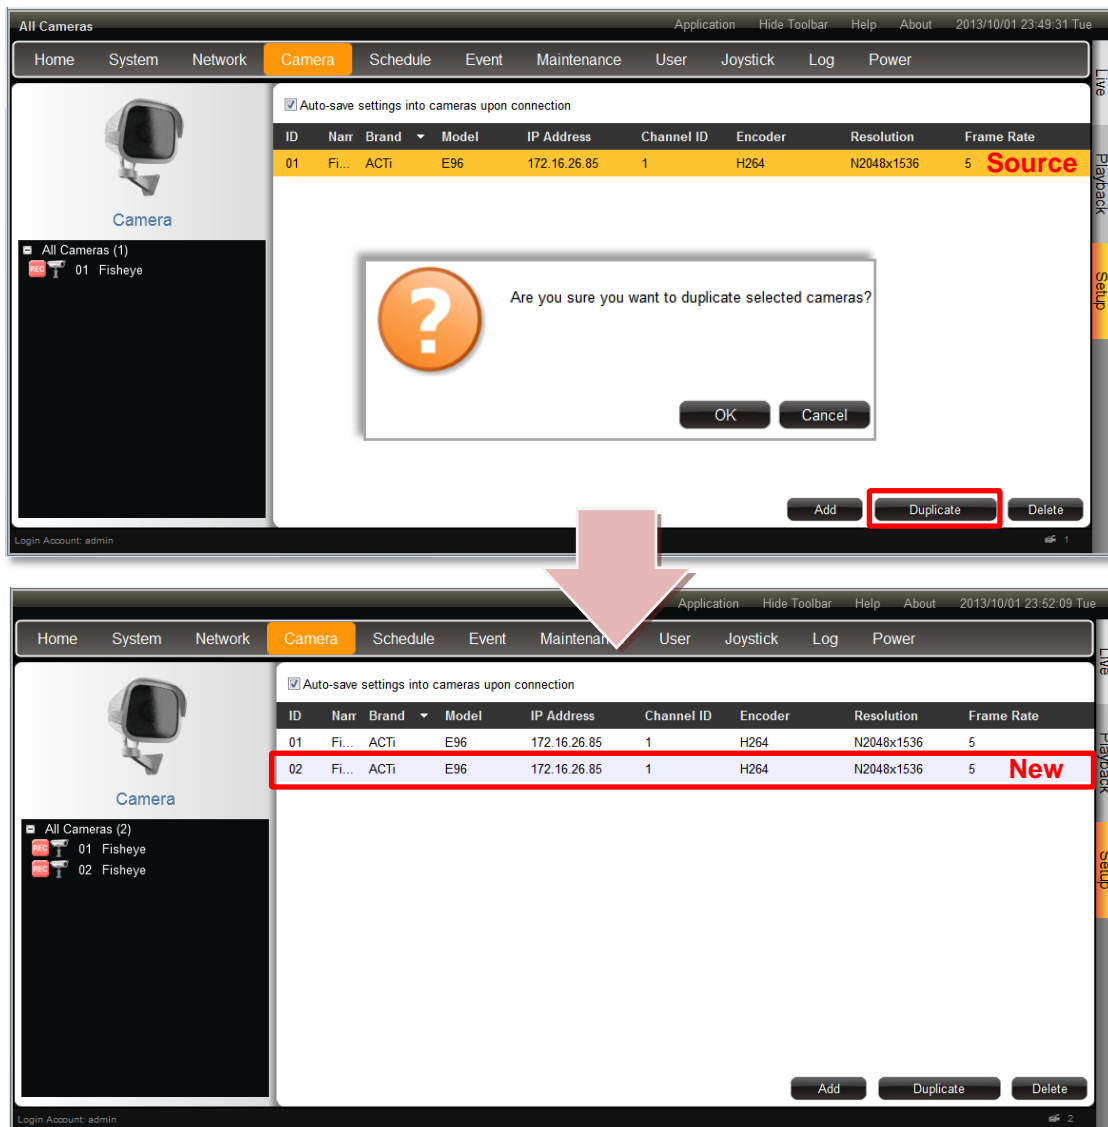 All Cameras Application Hide Toolbar Help About 2013/10/01 23:49:31 Tue
Home System Network Camera Schedule Event Maintenance User Joystick Log Power
Live
Playback
Setup
Auto-save settings into cameras upon connection
ID Nam Brand Model IP Address Channel ID Encoder Resolution Frame Rate
01 Fi... ACTi E96 172.16.26.85 1 H264 N2048x1536 5 Source
Camera
All Cameras (1)
REC 01 Fisheye
Are you sure you want to duplicate selected cameras?
OK Cancel
Add Duplicate Delete
Login Account: admin 1
Application Hide Toolbar Help About 2013/10/01 23:52:09 Tue
Home System Network Camera Schedule Event Maintenan User Joystick Log Power
Live
Playback
Setup
Auto-save settings into cameras upon connection
ID Nam Brand Model IP Address Channel ID Encoder Resolution Frame Rate
01 Fi... ACTi E96 172.16.26.85 1 H264 N2048x1536 5
02 Fi... ACTi E96 172.16.26.85 1 H264 N2048x1536 5 New
Camera
All Cameras (2)
REC 01 Fisheye
REC 02 Fisheye
Add Duplicate Delete
Login Account: admin 2